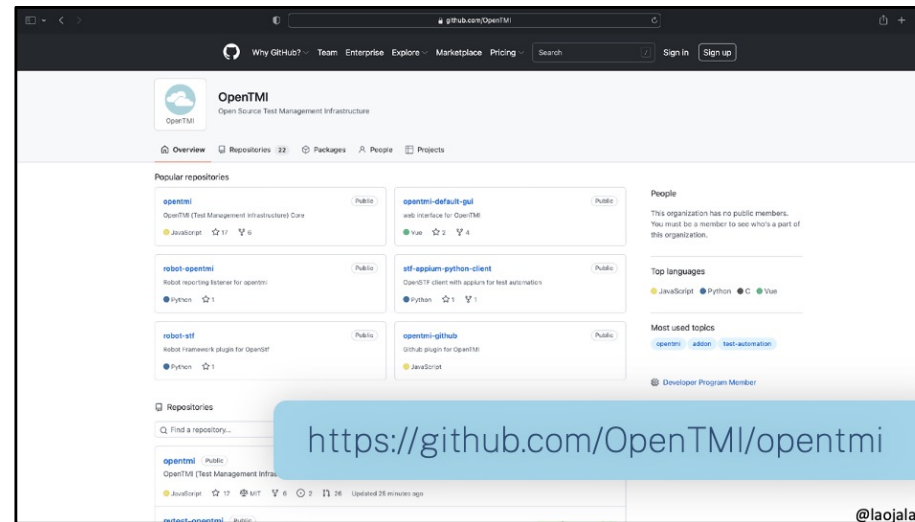 github.com/OpenTMI
Why GitHub? Team Enterprise Explore Marketplace Pricing Search / Sign in Sign up
OpenTMI
OpenTMI
Open Source Test Management Infrastructure
Overview Repositories 22 Packages People Projects
Popular repositories
opentmi Public
OpenTMI (Test Management Infrastructure) Core
JavaScript 17 6
opentmi-default-gui Public
web interface for OpenTMI
Vue 2 4
robot-opentmi Public
Robot reporting listener for opentmi
Python 1
stf-appium-python-client Public
OpenSTF client with appium for test automation
Python 1 1
robot-stf Public
Robot Framework plugin for OpenStf
Python 1
opentmi-github Public
Github plugin for OpenTMI
JavaScript
People
This organization has no public members.
You must be a member to see who's a part of
this organization.
Top languages
JavaScript Python C Vue
Most used topics
opentmi addon test-automation
Developer Program Member
Repositories
Find a repository...
opentmi Public
OpenTMI (Test Management Infras
JavaScript 17 MIT 6 2 26 Updated 26 minutes ago
pytest-opentmi Public
https://github.com/OpenTMI/opentmi
@laojala